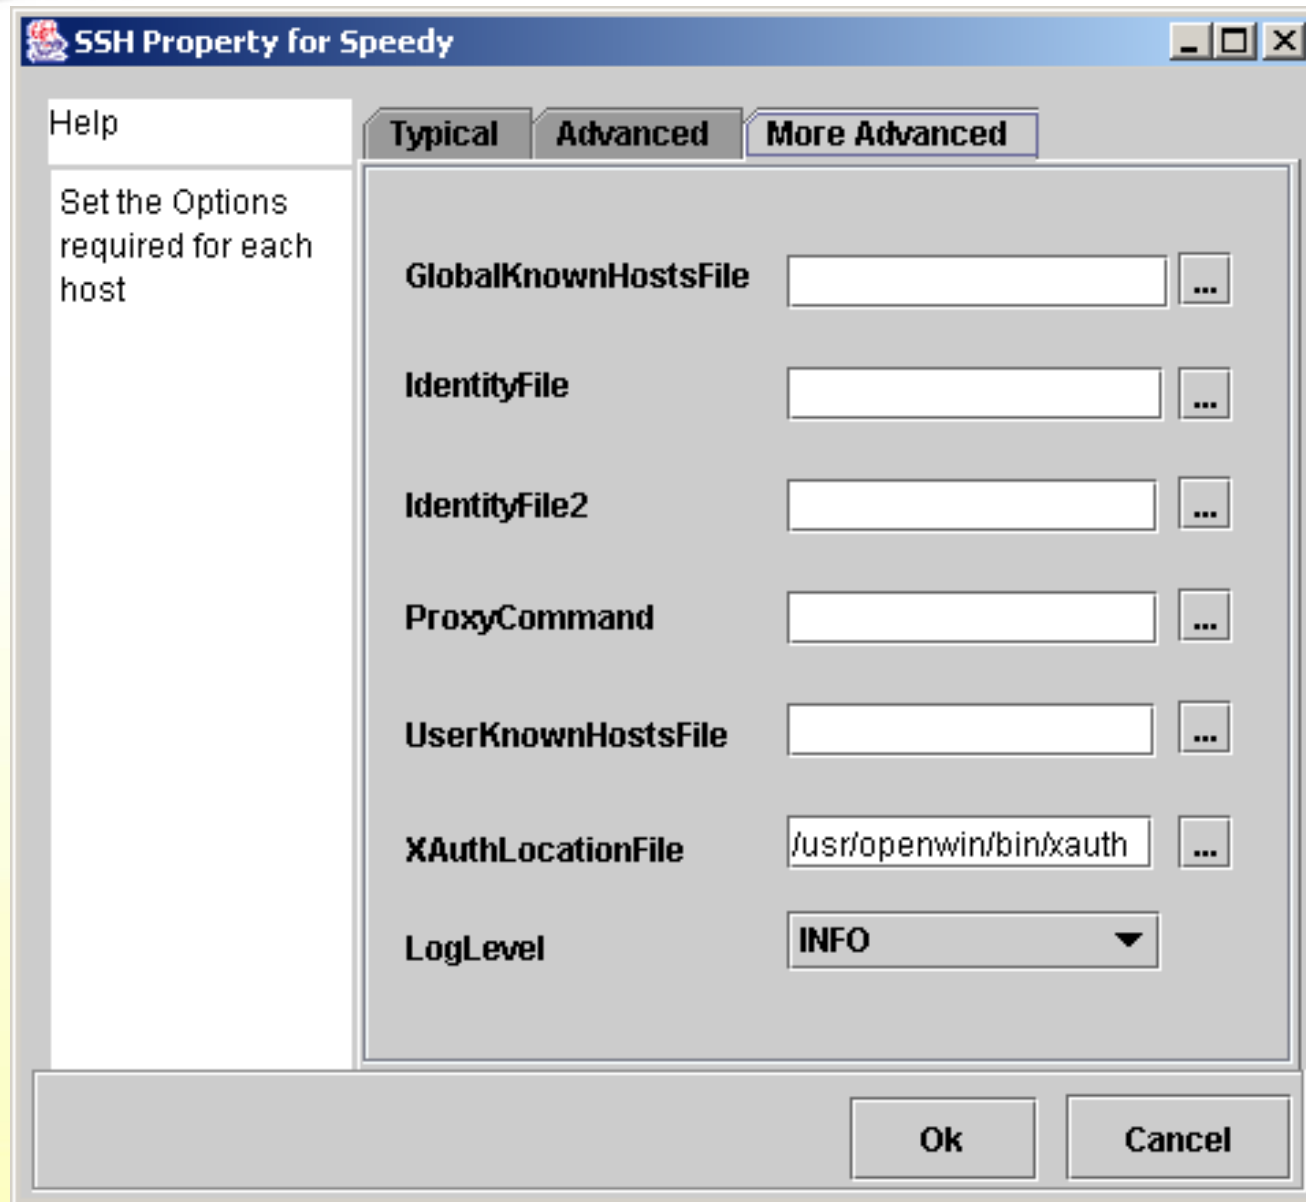 SSH Property for Speedy
Help
Set the Options
required for each
host
Typical
Advanced
More Advanced
GlobalKnownHostsFile
...
IdentityFile
...
IdentityFile2
...
ProxyCommand
...
UserKnownHostsFile
...
XAuthLocationFile
/usr/openwin/bin/xauth
...
LogLevel
INFO
Ok
Cancel